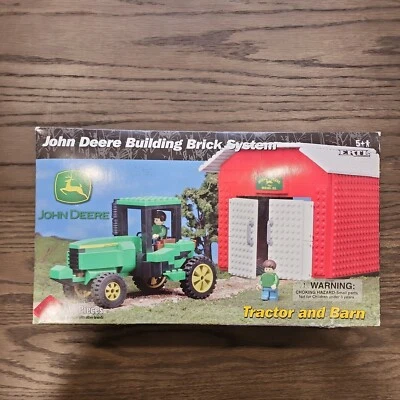 John Deere Building Brick System
5+
ERTL
JOHN DEERE
WARNING:
CHOKING HAZARD-Small parts
Not for Children under 3 years
Tractor and Barn